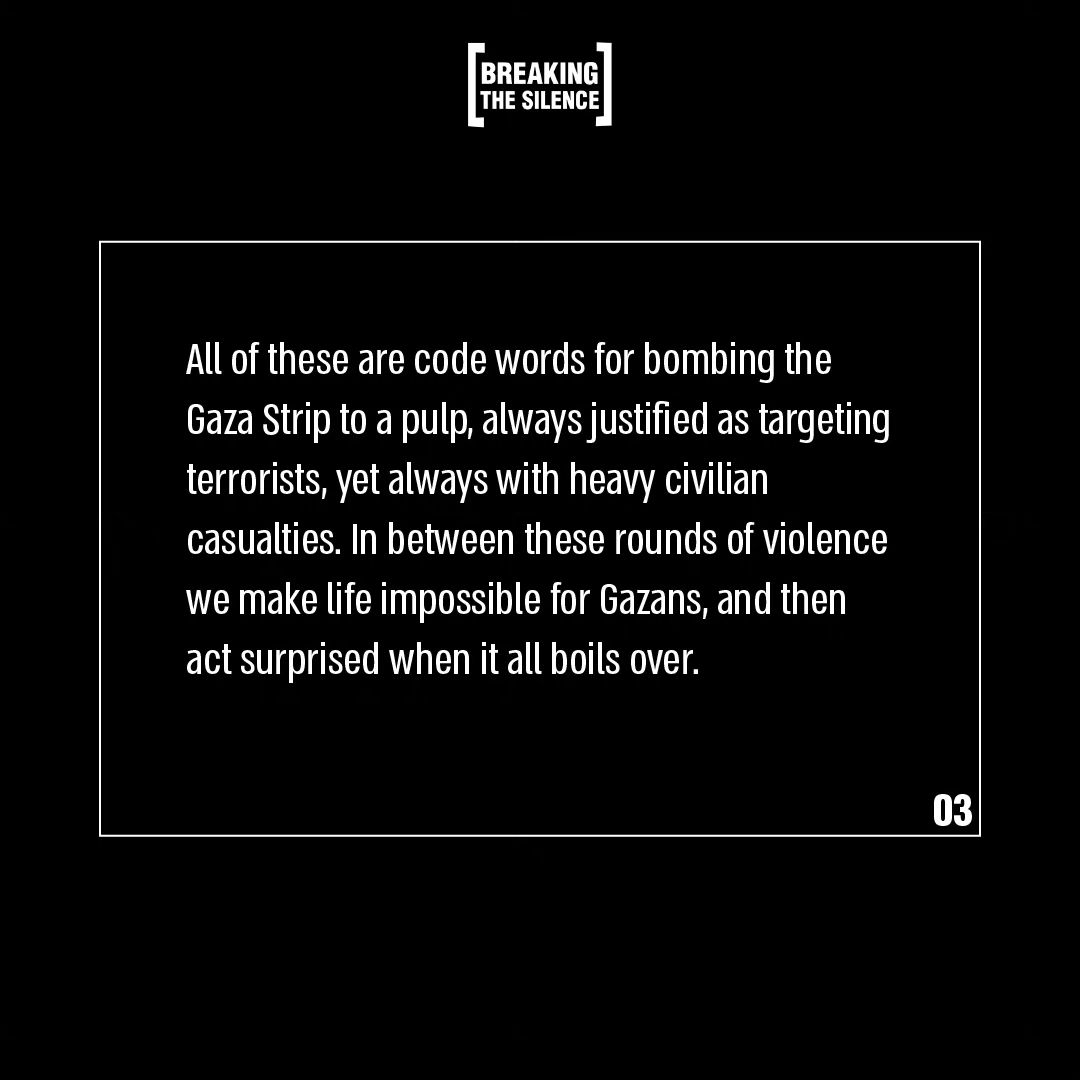 [BREAKING
THE SILENCE]
All of these are code words for bombing the
Gaza Strip to a pulp, always justified as targeting
terrorists, yet always with heavy civilian
casualties. In between these rounds of violence
we make life impossible for Gazans, and then
act surprised when it all boils over.
03